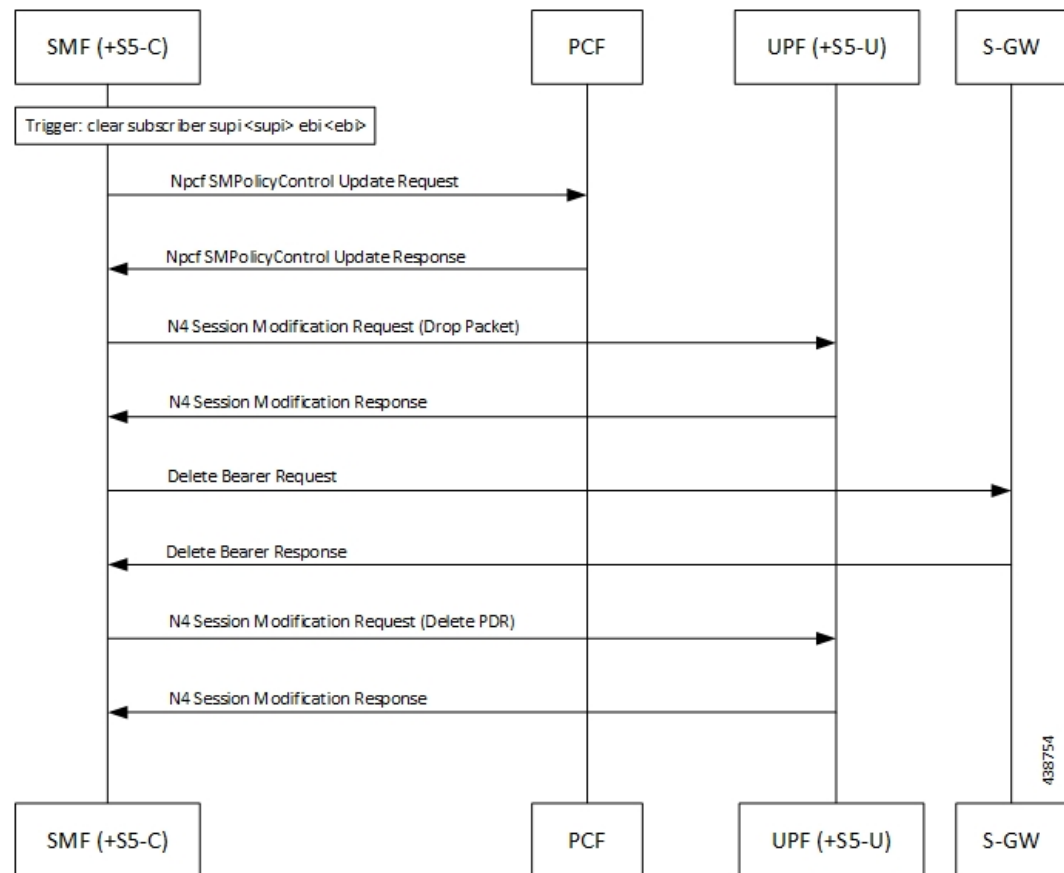 SMF (+S5-C)
PCF
UPF (+S5-U)
S-GW
Trigger: clear subscriber supi <supi> ebi <ebi>
Npcf SMPolicyControl Update Request
Npcf SMPolicyControl Update Response
N4 Session Modification Request (Drop Packet)
N4 Session Modification Response
Delete Bearer Request
Delete Bearer Response
N4 Session Modification Request (Delete PDR)
N4 Session Modification Response
438754
SMF (+S5-C)
PCF
UPF (+S5-U)
S-GW